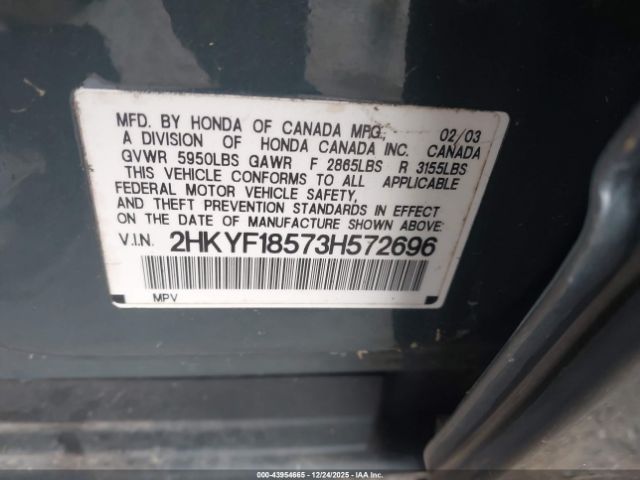 MFD. BY HONDA OF CANADA MFG., 02/03
A DIVISION OF HONDA CANADA INC. CANADA
GVWR 5950LBS GAWR F 2865LBS R 3155LBS
THIS VEHICLE CONFORMS TO ALL APPLICABLE
FEDERAL MOTOR VEHICLE SAFETY,
AND THEFT PREVENTION STANDARDS IN EFFECT
ON THE DATE OF MANUFACTURE SHOWN ABOVE.
V.I.N. 2HKYF18573H572696
MPV
000-43954665 - 12/24/2025 - IAA Inc.